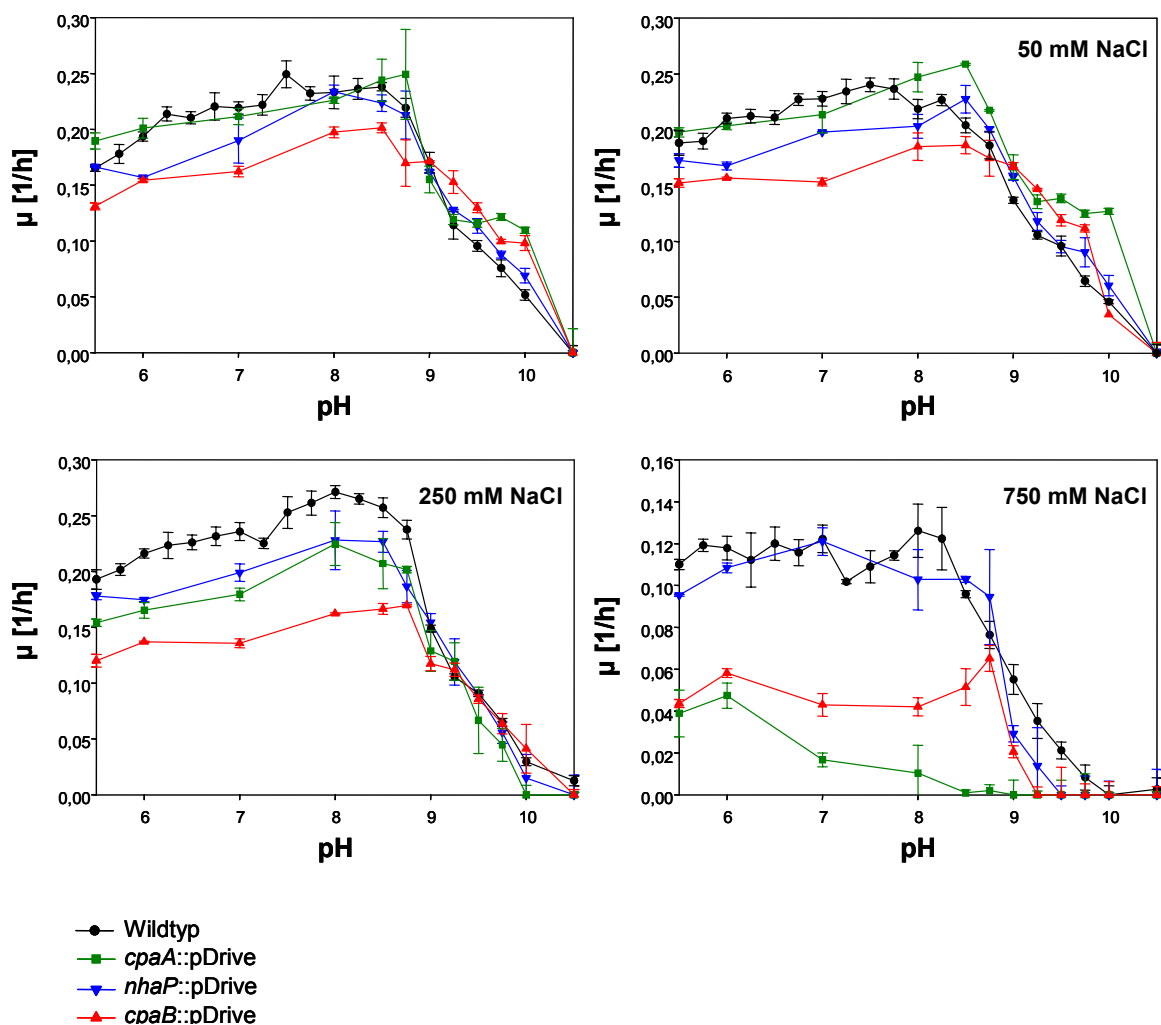 0,30
0,25
0,20
0,15
0,10
0,05
0,00
µ [1/h]
6 7 8 9 10
pH
50 mM NaCl
0,30
0,25
0,20
0,15
0,10
0,05
0,00
µ [1/h]
6 7 8 9 10
pH
250 mM NaCl
0,30
0,25
0,20
0,15
0,10
0,05
0,00
µ [1/h]
6 7 8 9 10
pH
750 mM NaCl
0,16
0,14
0,12
0,10
0,08
0,06
0,04
0,02
0,00
µ [1/h]
6 7 8 9 10
pH
Wildtyp
cpaA::pDrive
nhaP::pDrive
cpaB::pDrive